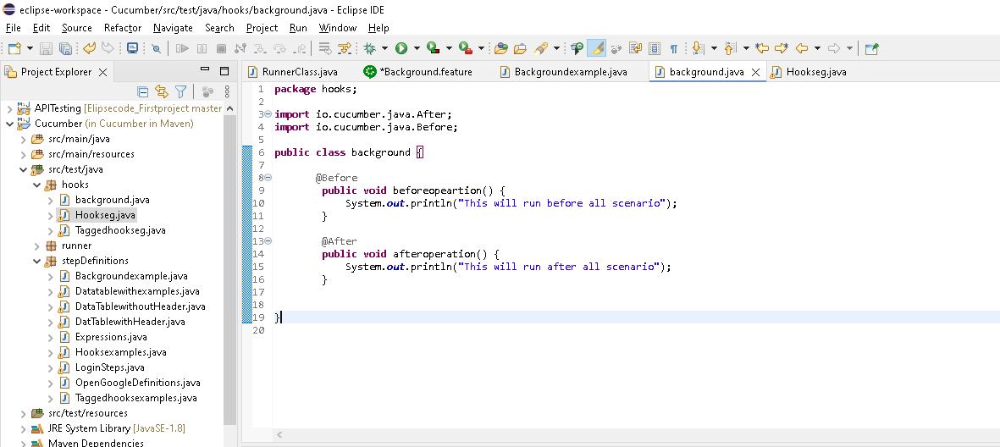 eclipse-workspace - Cucumber/src/test/java/hooks/background.java - Eclipse IDE
File Edit Source Refactor Navigate Search Project Run Window Help
Project Explorer
RunnerClass.java *Background.feature Backgroundexample.java background.java Hookseg.java
APITesting [Elipsecode_Firstproject master
Cucumber (in Cucumber in Maven)
src/main/java
src/main/resources
src/test/java
hooks
background.java
Hookseg.java
Taggedhookseg.java
runner
stepDefinitions
Backgroundexample.java
Datatablewithexamples.java
DataTablewithoutHeader.java
DatTablewithHeader.java
Expressions.java
Hooksexamples.java
LoginSteps.java
OpenGoogleDefinitions.java
Taggedhooksexamples.java
src/test/resources
JRE System Library [JavaSE-1.8]
Maven Dependencies
1 package hooks;
2
3 import io.cucumber.java.After;
4 import io.cucumber.java.Before;
5
6 public class background {
7
8 @Before
9 public void beforeopeartion() {
10 System.out.println("This will run before all scenario");
11 }
12
13 @After
14 public void afteroperation() {
15 System.out.println("This will run after all scenario");
16 }
17
18
19 }
20